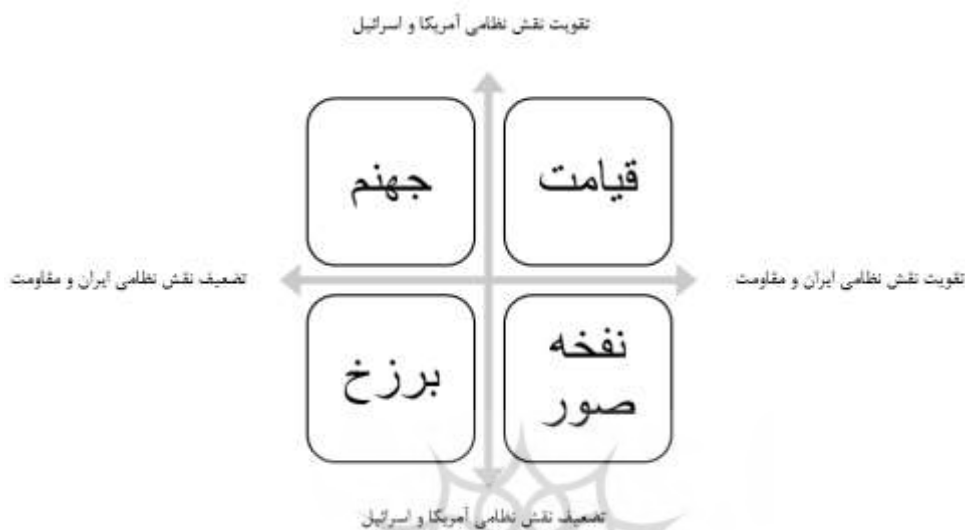 تقویت نقش نظامی آمریکا و اسرائیل
قیامت
جهنم
تقویت نقش نظامی ایران و مقاومت
تضعیف نقش نظامی ایران و مقاومت
نفخه
صور
برزخ
تضعیف نقش نظامی آمریکا و اسرائیل